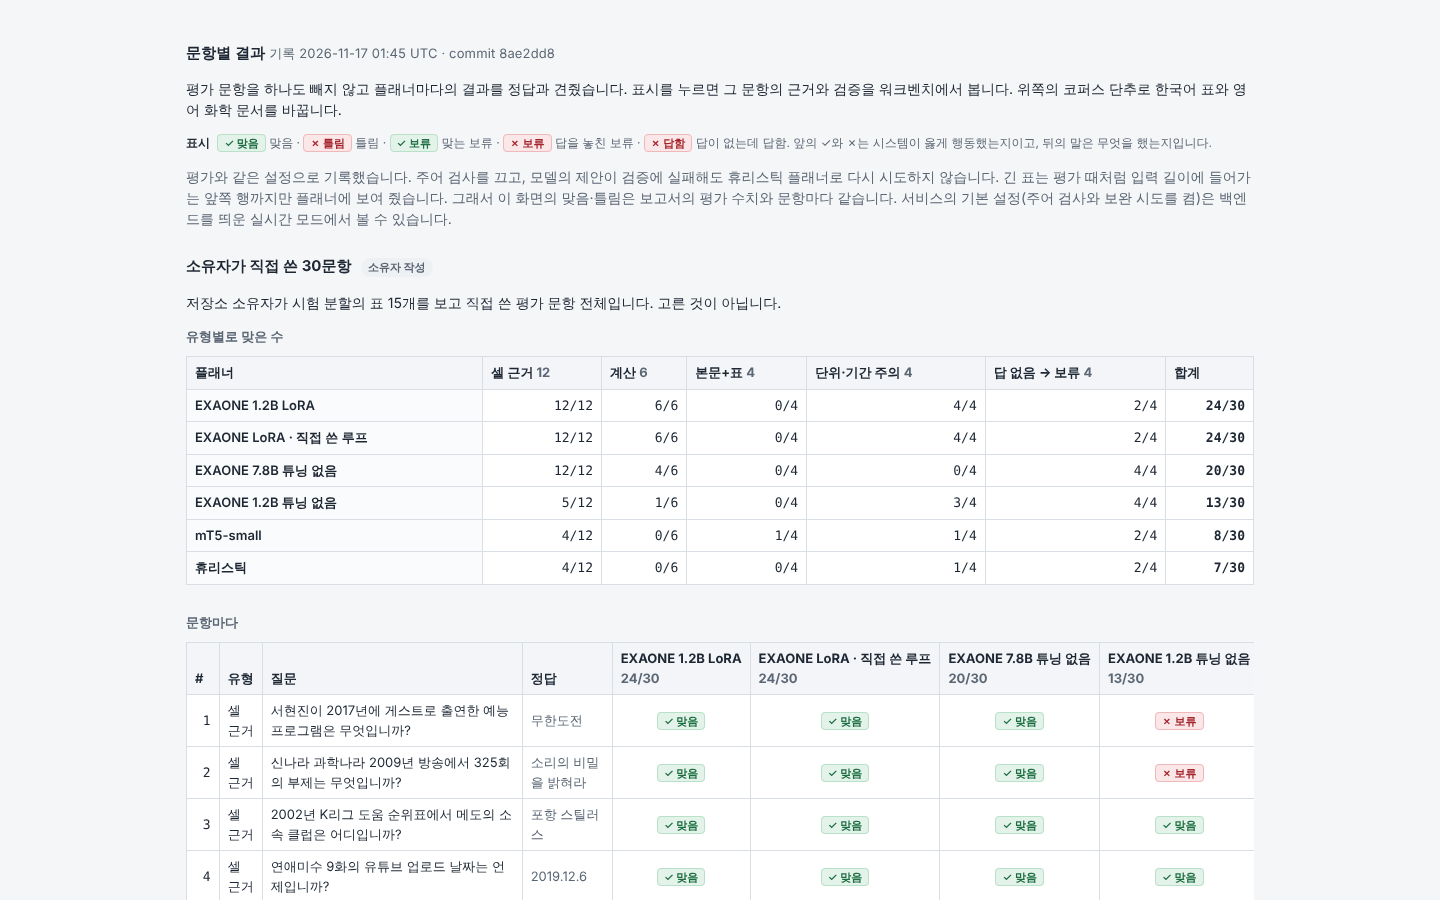 문항별 결과 기록 2026-11-17 01:45 UTC · commit 8ae2dd8
평가 문항을 하나도 빼지 않고 플래너마다의 결과를 정답과 견줬습니다. 표시를 누르면 그 문항의 근거와 검증을 워크벤치에서 봅니다. 위쪽의 코퍼스 단추로 한국어 표와 영
어 화학 문서를 바꿉니다.
표시 ✓ 맞음 맞음 · × 틀림 틀림 · ✓ 보류 맞는 보류 · × 보류 답을 놓친 보류 · × 답함 답이 없는데 답함. 앞의 ✓와 ×는 시스템이 옳게 행동했는지이고, 뒤의 말은 무엇을 했는지입니다.
평가와 같은 설정으로 기록했습니다. 주어 검사를 끄고, 모델의 제안이 검증에 실패해도 휴리스틱 플래너로 다시 시도하지 않습니다. 긴 표는 평가 때처럼 입력 길이에 들어가
는 앞쪽 행까지만 플래너에 보여 줬습니다. 그래서 이 화면의 맞음·틀림은 보고서의 평가 수치와 문항마다 같습니다. 서비스의 기본 설정(주어 검사와 보완 시도를 켬)은 백엔
드를 띄운 실시간 모드에서 볼 수 있습니다.
소유자가 직접 쓴 30문항 소유자 작성
저장소 소유자가 시험 분할의 표 15개를 보고 직접 쓴 평가 문항 전체입니다. 고른 것이 아닙니다.
유형별로 맞은 수
플래너 셀 근거 12 계산 6 본문+표 4 단위·기간 주의 4 답 없음 → 보류 4 합계
EXAONE 1.2B LoRA 12/12 6/6 0/4 4/4 2/4 24/30
EXAONE LoRA · 직접 쓴 루프 12/12 6/6 0/4 4/4 2/4 24/30
EXAONE 7.8B 튜닝 없음 12/12 4/6 0/4 0/4 4/4 20/30
EXAONE 1.2B 튜닝 없음 5/12 1/6 0/4 3/4 4/4 13/30
mT5-small 4/12 0/6 1/4 1/4 2/4 8/30
휴리스틱 4/12 0/6 0/4 1/4 2/4 7/30
문항마다
# 유형 질문 정답 EXAONE 1.2B LoRA 24/30 EXAONE LoRA · 직접 쓴 루프 24/30 EXAONE 7.8B 튜닝 없음 20/30 EXAONE 1.2B 튜닝 없음 13/30
1 셀 근거 서현진이 2017년에 게스트로 출연한 예능 프로그램은 무엇입니까? 무한도전 ✓ 맞음 ✓ 맞음 ✓ 맞음 × 보류
2 셀 근거 신나라 과학나라 2009년 방송에서 325회의 부제는 무엇입니까? 소리의 비밀을 밝혀라 ✓ 맞음 ✓ 맞음 ✓ 맞음 × 보류
3 셀 근거 2002년 K리그 도움 순위표에서 메도의 소속 클럽은 어디입니까? 포항 스틸러스 ✓ 맞음 ✓ 맞음 ✓ 맞음 ✓ 맞음
4 셀 근거 연애미수 9화의 유튜브 업로드 날짜는 언제입니까? 2019.12.6 ✓ 맞음 ✓ 맞음 ✓ 맞음 ✓ 맞음